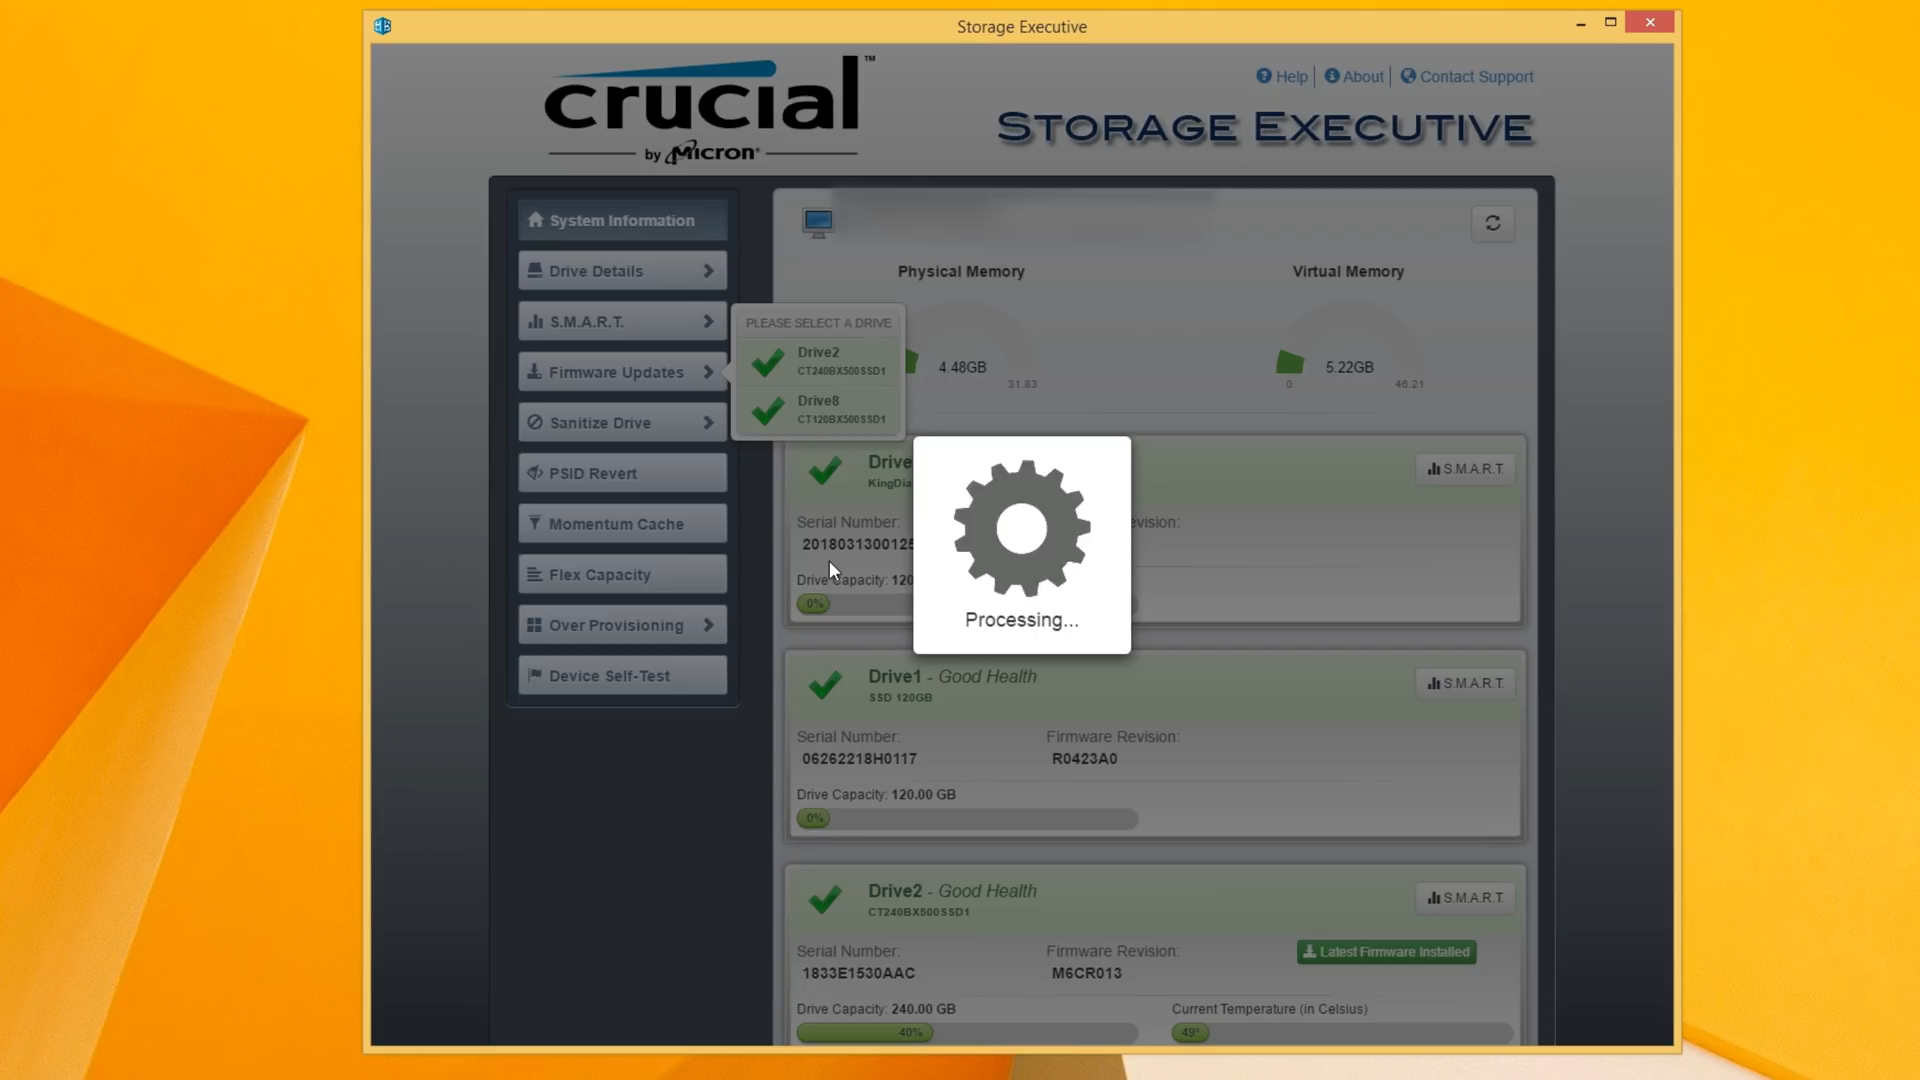 Storage Executive
crucial™
by Micron®
Help
About
Contact Support
STORAGE EXECUTIVE
System Information
Drive Details
S.M.A.R.T.
Firmware Updates
Sanitize Drive
PSID Revert
Momentum Cache
Flex Capacity
Over Provisioning
Device Self-Test
PLEASE SELECT A DRIVE
Drive2
CT240BX500SSD1
Drive8
CT120BX500SSD1
Physical Memory
4.48GB
31.83
Virtual Memory
5.22GB
0
46.21
Drive
KingDia
S.M.A.R.T.
Serial Number:
evision:
2018031300125
Drive Capacity: 120
0%
Processing...
Drive1 - Good Health
SSD 120GB
S.M.A.R.T.
Serial Number:
Firmware Revision:
06262218H0117
R0423A0
Drive Capacity: 120.00 GB
0%
Drive2 - Good Health
CT240BX500SSD1
S.M.A.R.T.
Serial Number:
Firmware Revision:
Latest Firmware Installed
1833E1530AAC
M6CR013
Drive Capacity: 240.00 GB
Current Temperature (in Celsius)
40%
49°